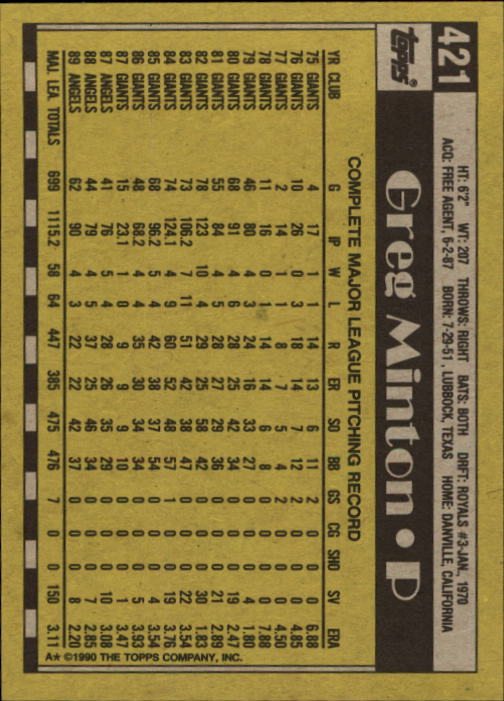 421
topps®
Greg Minton • P
HT: 6'2" WT: 207 THROWS: RIGHT BATS: BOTH DRFT: ROYALS #3-JAN., 1970
ACQ: FREE AGENT, 6-2-87 BORN: 7-29-51, LUBBOCK, TEXAS HOME: DANVILLE, CALIFORNIA
COMPLETE MAJOR LEAGUE PITCHING RECORD
YR CLUB G IP W L R ER SO BB GS CG SHO SV ERA
75 GIANTS 4 17 1 1 14 13 6 11 2 0 0 0 6.88
76 GIANTS 10 26 0 3 18 14 7 12 2 0 0 0 4.85
77 GIANTS 2 14 1 1 8 7 5 4 2 0 0 0 4.50
78 GIANTS 11 16 0 1 14 14 6 8 0 0 0 0 7.88
79 GIANTS 46 80 4 3 24 16 33 27 0 0 0 4 1.80
80 GIANTS 68 91 4 6 28 25 42 34 0 0 0 19 2.47
81 GIANTS 55 84 4 5 28 27 29 36 0 0 0 21 2.89
82 GIANTS 78 123 10 4 29 25 58 42 0 0 0 30 1.83
83 GIANTS 73 106.2 7 11 51 42 38 47 0 0 0 22 3.54
84 GIANTS 74 124.1 4 9 60 52 48 57 1 0 0 19 3.76
85 GIANTS 68 96.2 5 4 42 38 37 54 0 0 0 4 3.54
86 GIANTS 48 68.2 4 4 35 30 34 34 0 0 0 5 3.93
87 GIANTS 15 23.1 1 0 9 9 9 10 0 0 0 1 3.47
87 ANGELS 41 76 5 4 28 26 35 29 0 0 0 10 3.08
88 ANGELS 44 79 4 5 37 25 46 34 0 0 0 7 2.85
89 ANGELS 62 90 4 3 22 22 42 37 0 0 0 8 2.20
MAJ. LEA. TOTALS 699 1115.2 58 64 447 385 475 476 7 0 0 150 3.11
A★ ©1990 THE TOPPS COMPANY, INC.